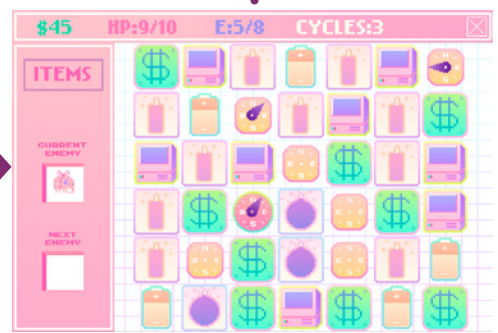 $45 HP:9/10 E:5/8 CYCLES:3
ITEMS
CURRENT
ENEMY
NEXT
ENEMY